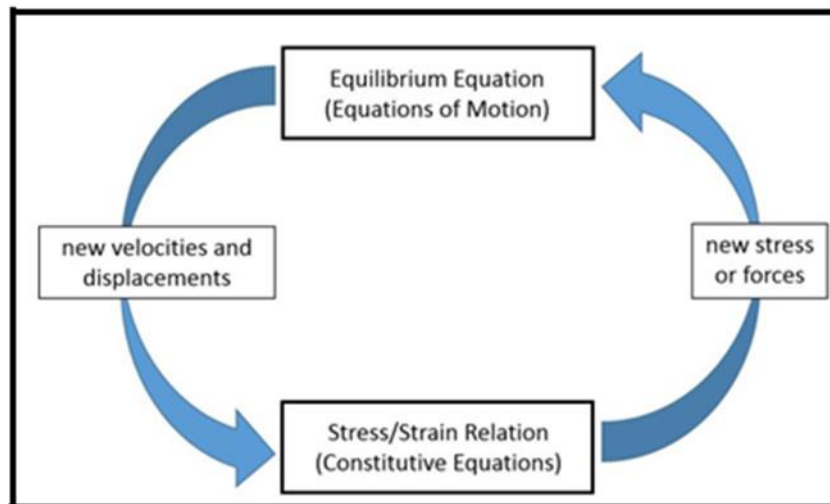 Equilibrium Equation
(Equations of Motion)
new velocities and
displacements
new stress
or forces
Stress/Strain Relation
(Constitutive Equations)